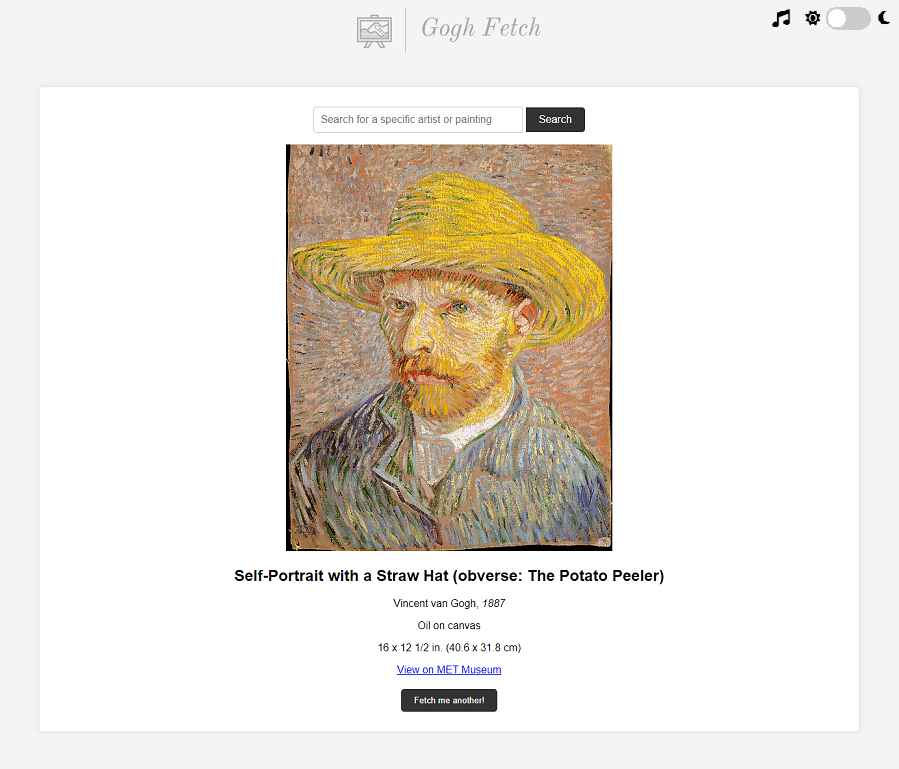 Gogh Fetch
Search for a specific artist or painting
Search
Self-Portrait with a Straw Hat (obverse: The Potato Peeler)
Vincent van Gogh, 1887
Oil on canvas
16 x 12 1/2 in. (40.6 x 31.8 cm)
View on MET Museum
Fetch me another!